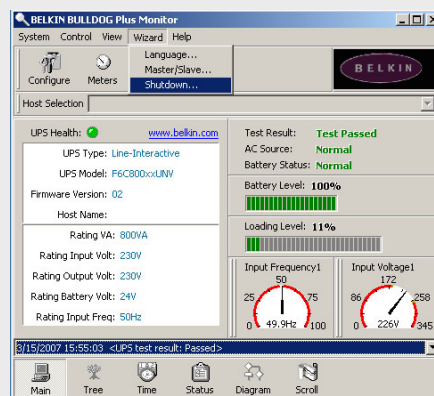 BELKIN BULLDOG Plus Monitor
System Control View Wizard Help
Language...
Master/Slave...
Shutdown...
Configure Meters
BELKIN
Host Selection
UPS Health: www.belkin.com
UPS Type: Line-Interactive
UPS Model: F6C800xxUNV
Firmware Version: 02
Host Name:
Rating VA: 800VA
Rating Input Volt: 230V
Rating Output Volt: 230V
Rating Battery Volt: 24V
Rating Input Freq: 50Hz
Test Result: Test Passed
AC Source: Normal
Battery Status: Normal
Battery Level: 100%
Loading Level: 11%
Input Frequency1
50
25 75
0 49.9Hz 100
Input Voltage1
172
86 258
0 226V 345
3/15/2007 15:55:03 <UPS test result: Passed>
Main Tree Time Status Diagram Scroll